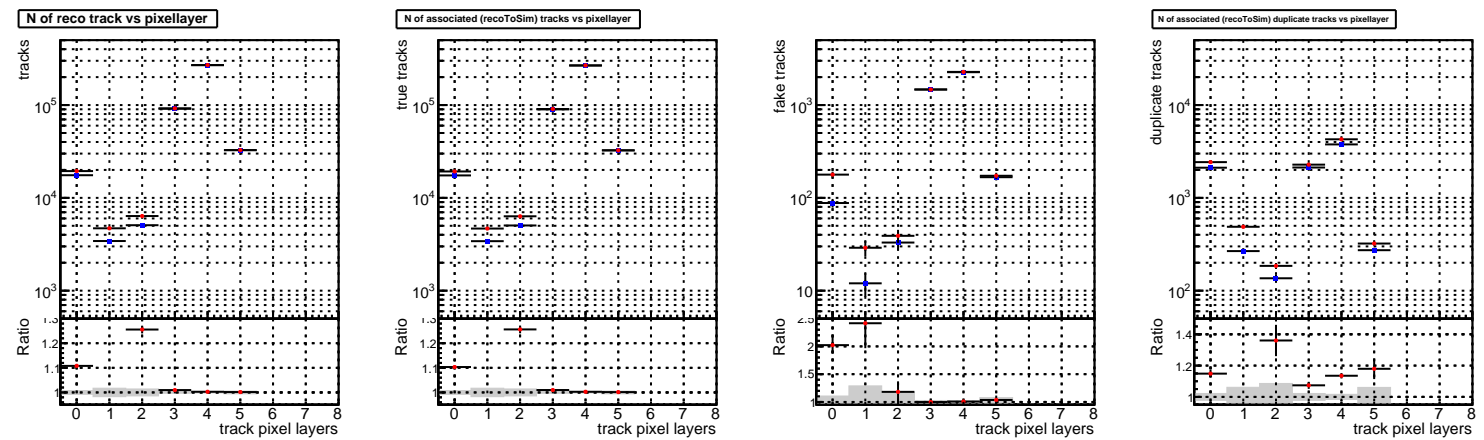 N of reco track vs pixellayer
tracks
10^5
10^4
10^3
Ratio
1.3
1.2
1.1
1
0 1 2 3 4 5 6 7 8
track pixel layers
N of associated (recoToSim) tracks vs pixellayer
true tracks
10^5
10^4
10^3
Ratio
1.3
1.2
1.1
1
0 1 2 3 4 5 6 7 8
track pixel layers
fake tracks
10^3
10^2
10
Ratio
2.5
2
1.5
1
0 1 2 3 4 5 6 7 8
track pixel layers
N of associated (recoToSim) duplicate tracks vs pixellayer
duplicate tracks
10^4
10^3
10^2
Ratio
1.4
1.2
1
0 1 2 3 4 5 6 7 8
track pixel layers